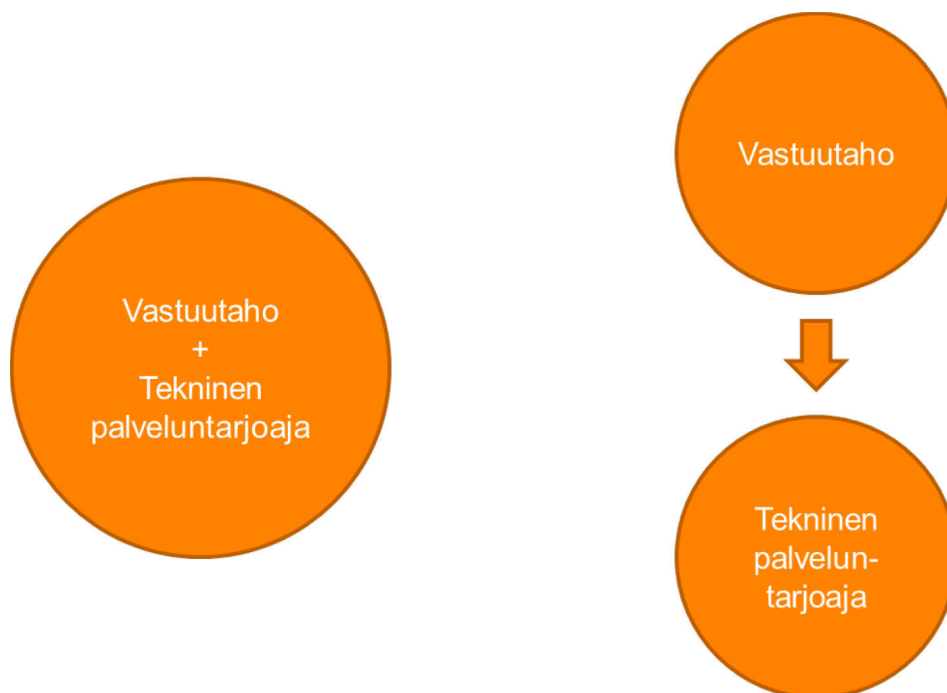 Vastuutaho
+
Tekninen
palveluntarjoaja
Vastuutaho
Tekninen
palvelun-
tarjoaja